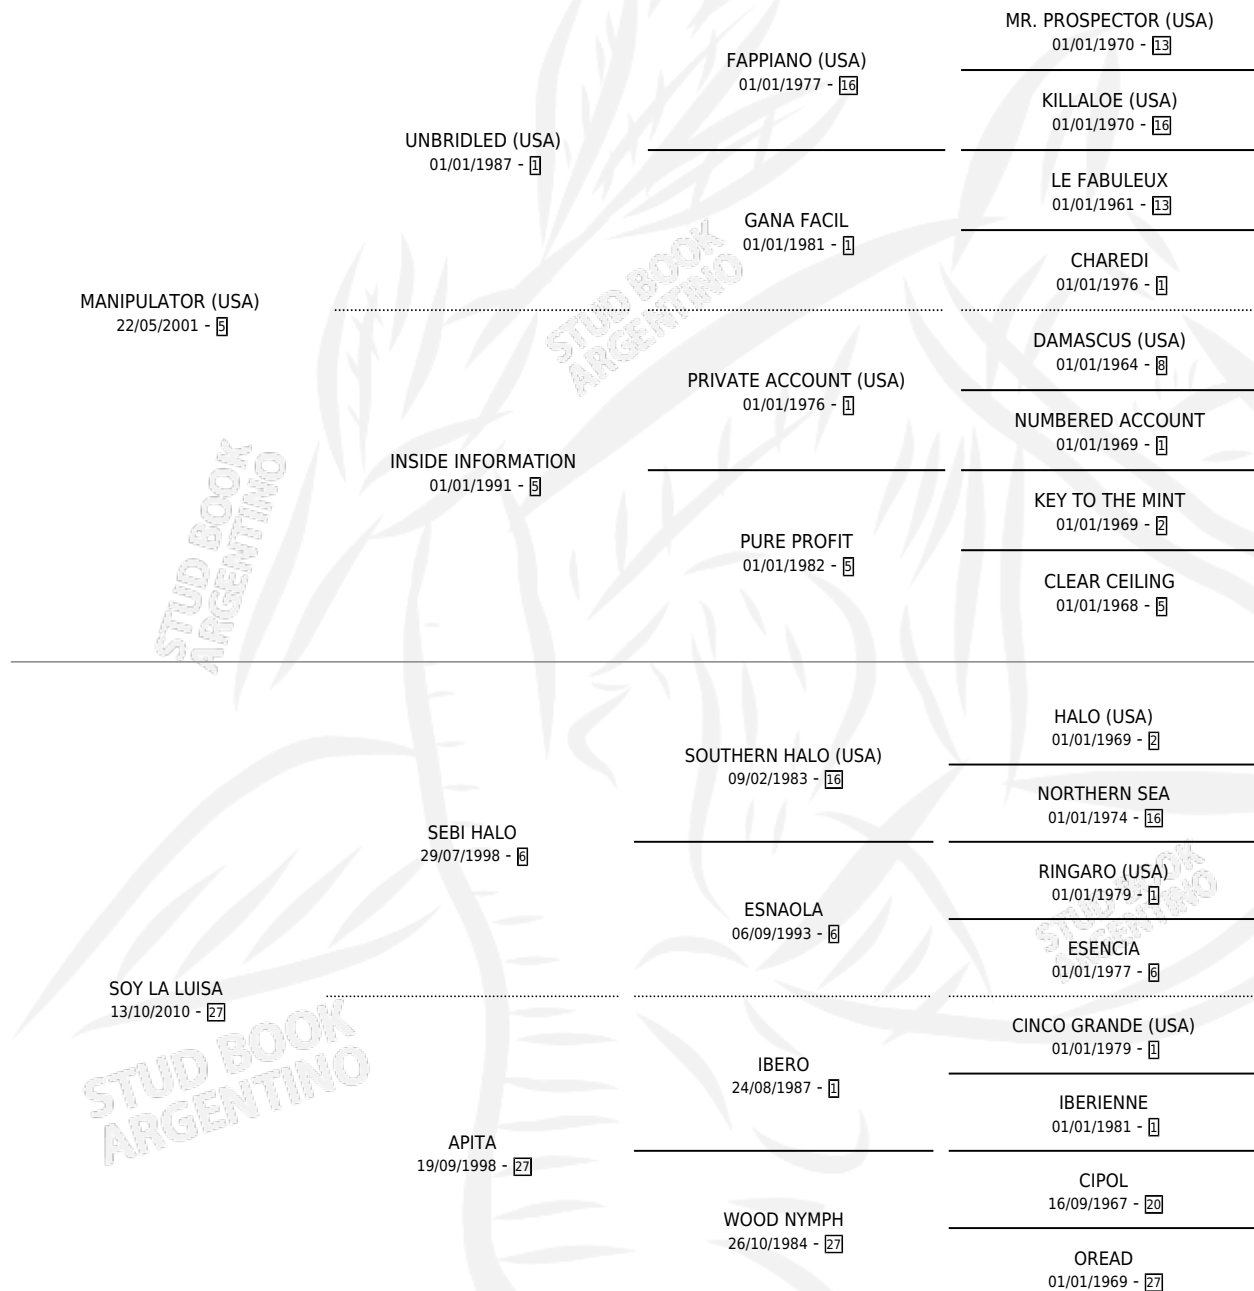 MR. PROSPECTOR (USA)
01/01/1970 - 13
FAPPIANO (USA)
01/01/1977 - 16
KILLALOE (USA)
01/01/1970 - 16
UNBRIDLED (USA)
01/01/1987 - 1
LE FABULEUX
01/01/1961 - 13
GANA FACIL
01/01/1981 - 1
CHAREDI
01/01/1976 - 1
MANIPULATOR (USA)
22/05/2001 - 5
DAMASCUS (USA)
01/01/1964 - 8
PRIVATE ACCOUNT (USA)
01/01/1976 - 1
NUMBERED ACCOUNT
01/01/1969 - 1
INSIDE INFORMATION
01/01/1991 - 5
KEY TO THE MINT
01/01/1969 - 2
PURE PROFIT
01/01/1982 - 5
CLEAR CEILING
01/01/1968 - 5
HALO (USA)
01/01/1969 - 2
SOUTHERN HALO (USA)
09/02/1983 - 16
NORTHERN SEA
01/01/1974 - 16
SEBI HALO
29/07/1998 - 6
RINGARO (USA)
01/01/1979 - 1
ESNAOLA
06/09/1993 - 6
ESENCIA
01/01/1977 - 6
SOY LA LUISA
13/10/2010 - 27
CINCO GRANDE (USA)
01/01/1979 - 1
IBERO
24/08/1987 - 1
IBERIENNE
01/01/1981 - 1
APITA
19/09/1998 - 27
CIPOL
16/09/1967 - 20
WOOD NYMPH
26/10/1984 - 27
OREAD
01/01/1969 - 27
STUD BOOK
ARGENTINO
STUD BOOK
ARGENTINO
STUD BOOK
ARGENTINO
STUD BOOK
ARGENTINO